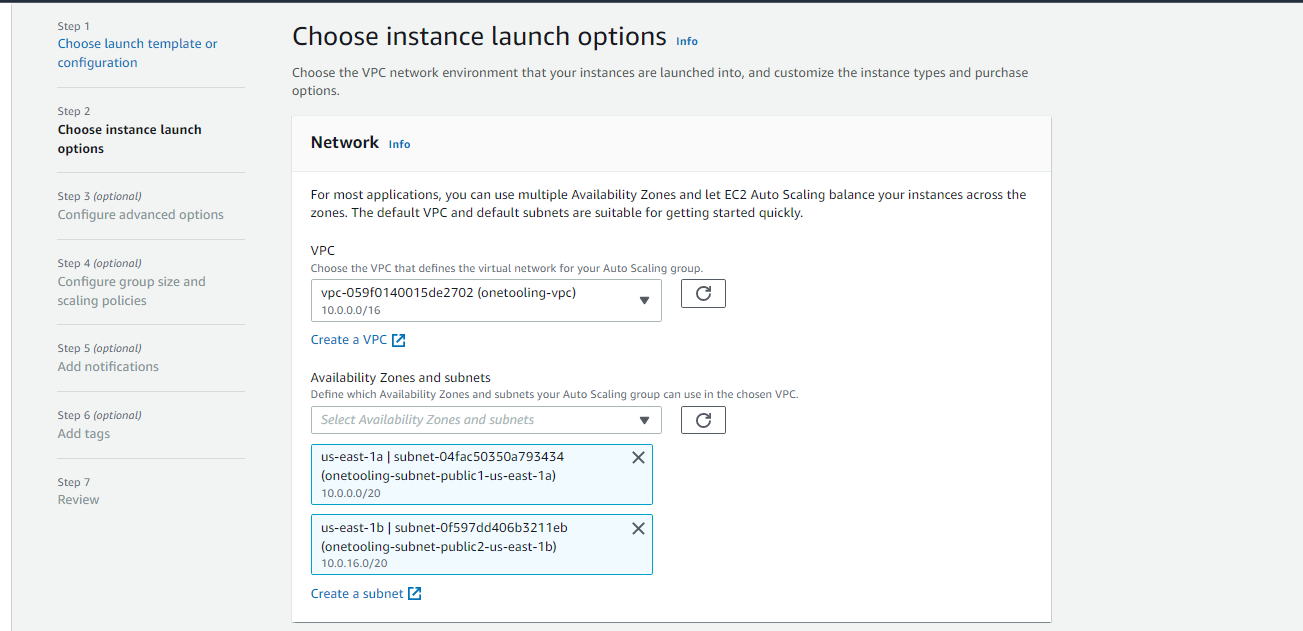 Step 1
Choose launch template or
configuration
Step 2
Choose instance launch
options
Step 3 (optional)
Configure advanced options
Step 4 (optional)
Configure group size and
scaling policies
Step 5 (optional)
Add notifications
Step 6 (optional)
Add tags
Step 7
Review
Choose instance launch options Info
Choose the VPC network environment that your instances are launched into, and customize the instance types and purchase
options.
Network Info
For most applications, you can use multiple Availability Zones and let EC2 Auto Scaling balance your instances across the
zones. The default VPC and default subnets are suitable for getting started quickly.
VPC
Choose the VPC that defines the virtual network for your Auto Scaling group.
vpc-059f0140015de2702 (onetooling-vpc)
10.0.0.0/16
Create a VPC
Availability Zones and subnets
Define which Availability Zones and subnets your Auto Scaling group can use in the chosen VPC.
Select Availability Zones and subnets
us-east-1a | subnet-04fac50350a793434
(onetooling-subnet-public1-us-east-1a)
10.0.0.0/20
us-east-1b | subnet-0f597dd406b3211eb
(onetooling-subnet-public2-us-east-1b)
10.0.16.0/20
Create a subnet